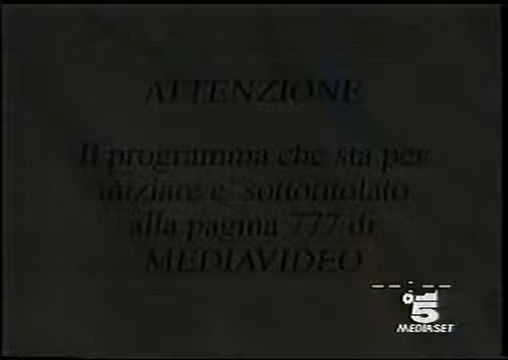 ATTENZIONE
Il programma che sta per
iniziare e' sottotitolato
alla pagina 777 di
MEDIAVIDEO
5
MEDIASET